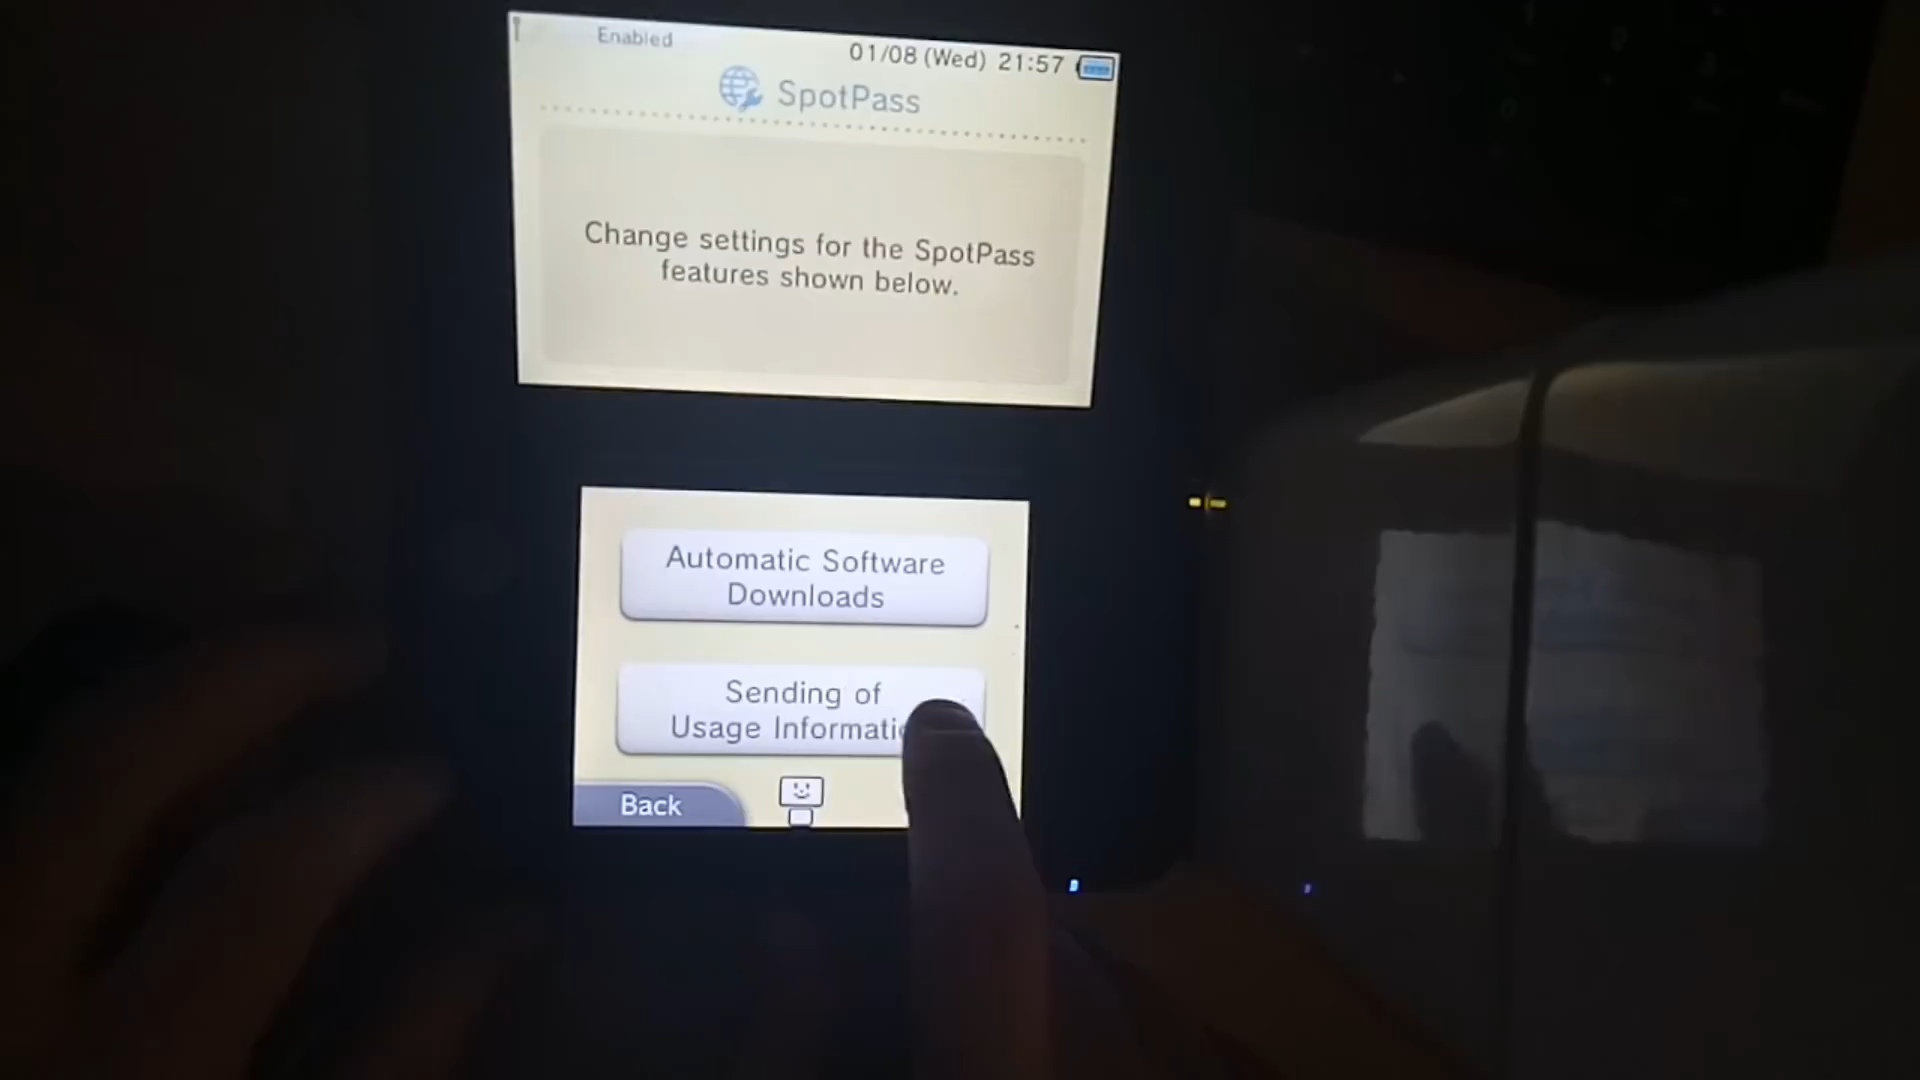 Enabled
01/08 (Wed) 21:57
SpotPass
Change settings for the SpotPass
features shown below.
Automatic Software
Downloads
Sending of
Usage Informati
Back